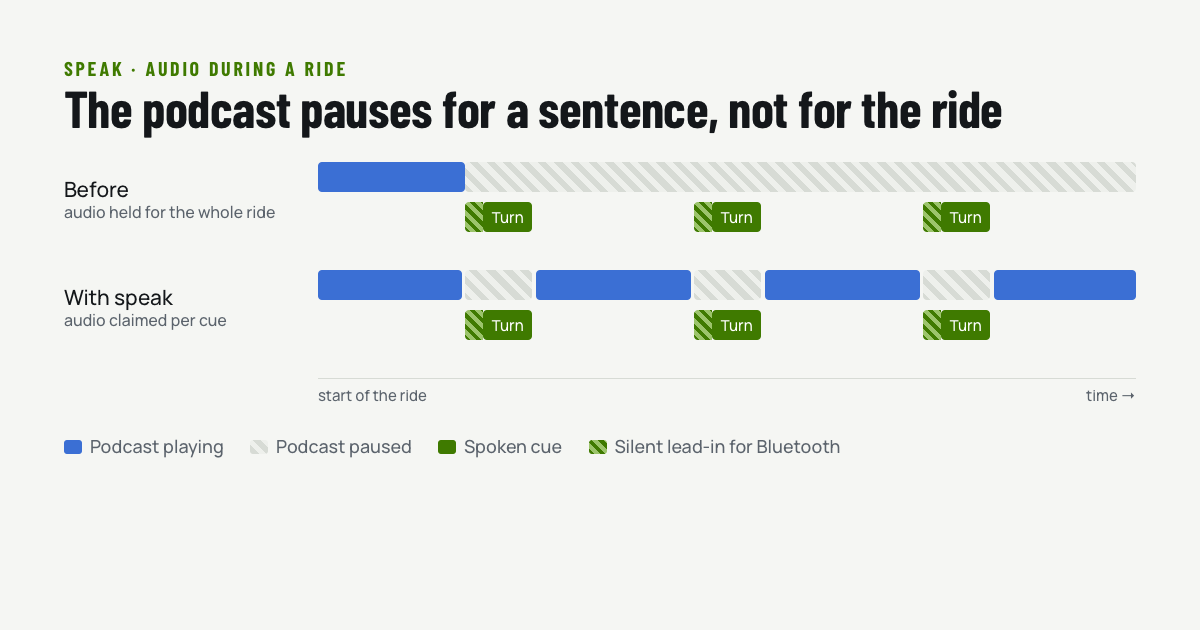 SPEAK · AUDIO DURING A RIDE
The podcast pauses for a sentence, not for the ride
Before
audio held for the whole ride
Turn Turn Turn
With speak
audio claimed per cue
Turn Turn Turn
start of the ride time →
Podcast playing Podcast paused Spoken cue Silent lead-in for Bluetooth